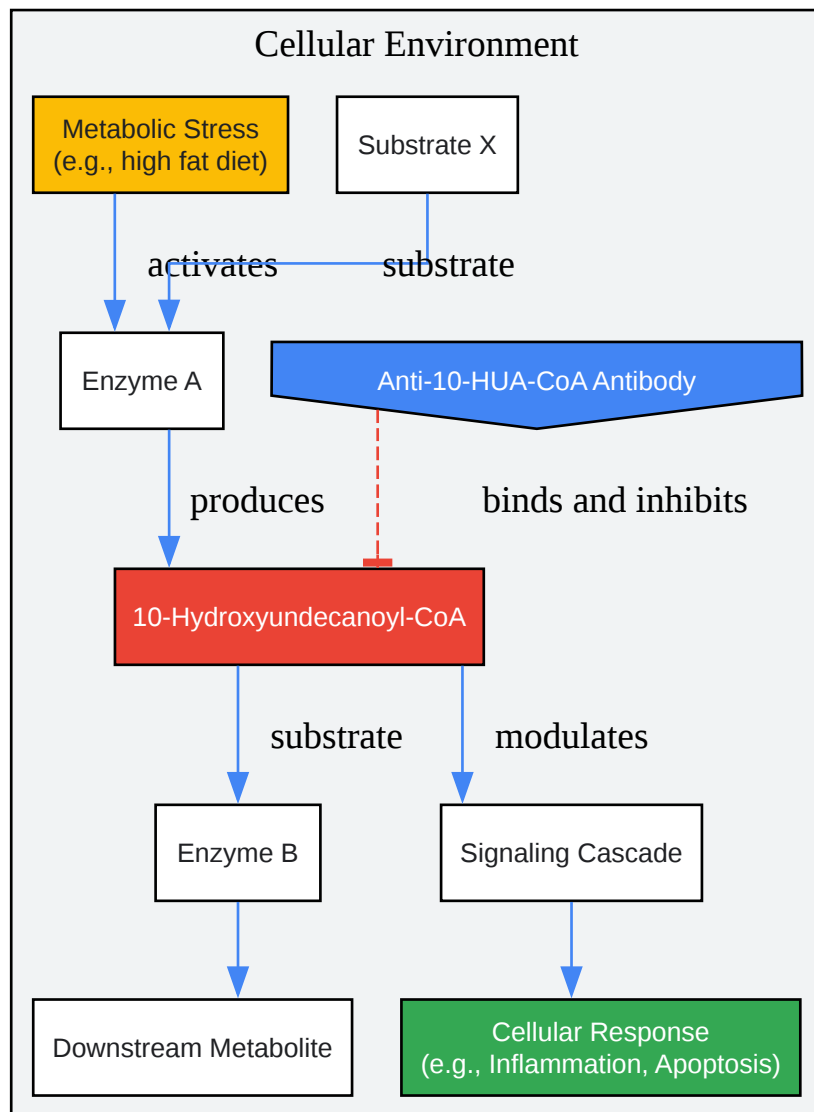 Cellular Environment
Metabolic Stress
(e.g., high fat diet)
Substrate X
activates
substrate
Enzyme A
Anti-10-HUA-CoA Antibody
produces
binds and inhibits
10-Hydroxyundecanoyl-CoA
substrate
modulates
Enzyme B
Signaling Cascade
Downstream Metabolite
Cellular Response
(e.g., Inflammation, Apoptosis)